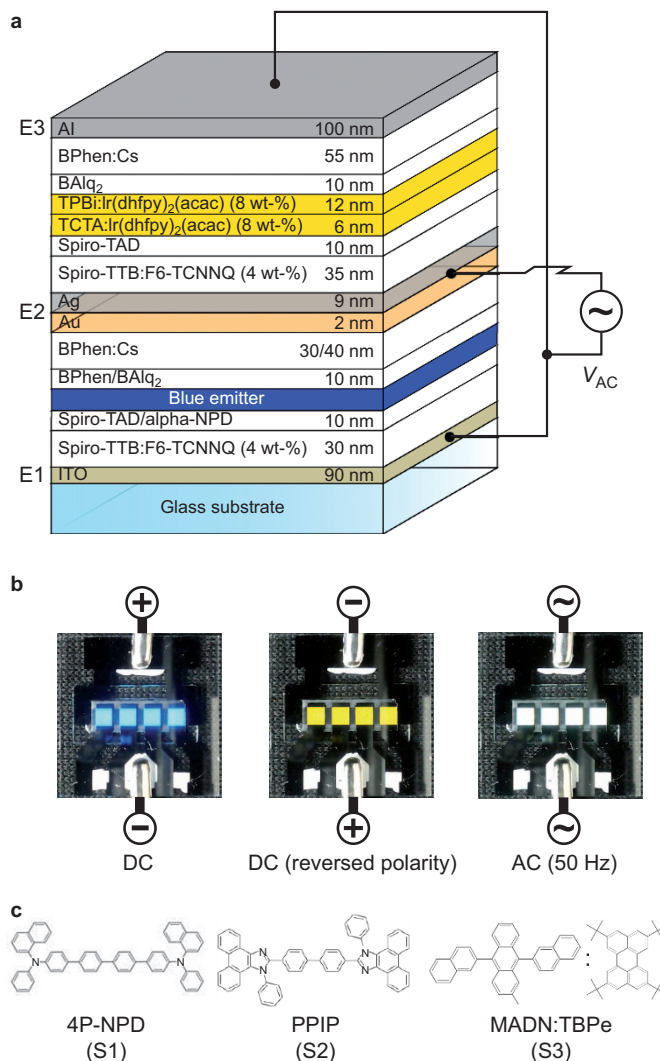 a
E3
Al 100 nm
BPhen:Cs 55 nm
BAlq₂ 10 nm
TPBi:Ir(dhfpy)₂(acac) (8 wt-%) 12 nm
TCTA:Ir(dhfpy)₂(acac) (8 wt-%) 6 nm
Spiro-TAD 10 nm
Spiro-TTB:F6-TCNNQ (4 wt-%) 35 nm
Ag 9 nm
E2
Au 2 nm
BPhen:Cs 30/40 nm
BPhen/BAlq₂ 10 nm
Blue emitter
Spiro-TAD/alpha-NPD 10 nm
Spiro-TTB:F6-TCNNQ (4 wt-%) 30 nm
E1
ITO 90 nm
Glass substrate
~
V_AC
b
+ − ~
− + ~
DC DC (reversed polarity) AC (50 Hz)
c
N N
N N N N
:
4P-NPD PPIP MADN:TBPe
(S1) (S2) (S3)